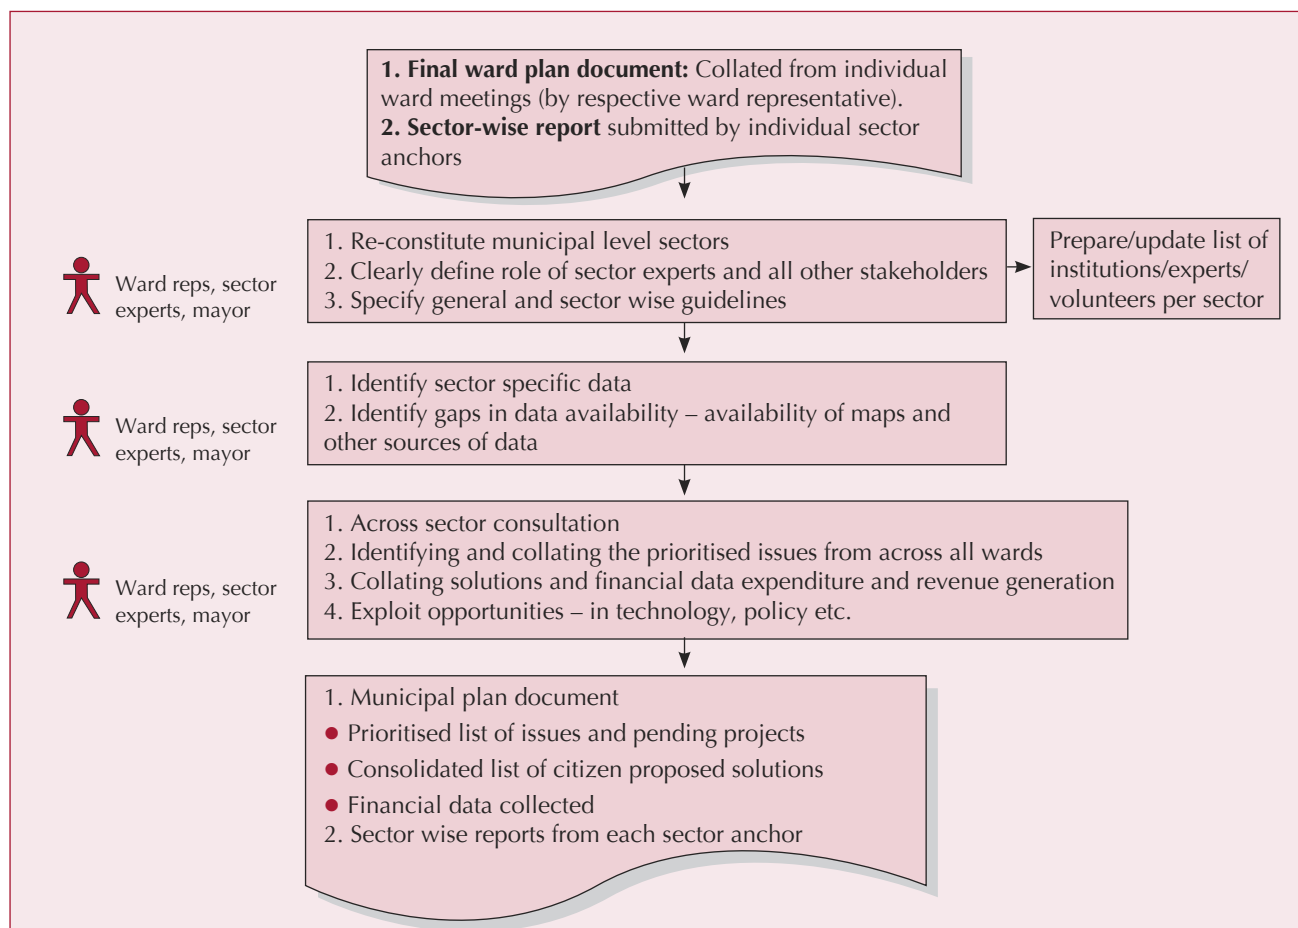 1. Final ward plan document: Collated from individual
ward meetings (by respective ward representative).
2. Sector-wise report submitted by individual sector
anchors
Ward reps, sector
experts, mayor
1. Re-constitute municipal level sectors
2. Clearly define role of sector experts and all other stakeholders
3. Specify general and sector wise guidelines
Prepare/update list of
institutions/experts/
volunteers per sector
Ward reps, sector
experts, mayor
1. Identify sector specific data
2. Identify gaps in data availability – availability of maps and
other sources of data
Ward reps, sector
experts, mayor
1. Across sector consultation
2. Identifying and collating the prioritised issues from across all wards
3. Collating solutions and financial data expenditure and revenue generation
4. Exploit opportunities – in technology, policy etc.
1. Municipal plan document
● Prioritised list of issues and pending projects
● Consolidated list of citizen proposed solutions
● Financial data collected
2. Sector wise reports from each sector anchor